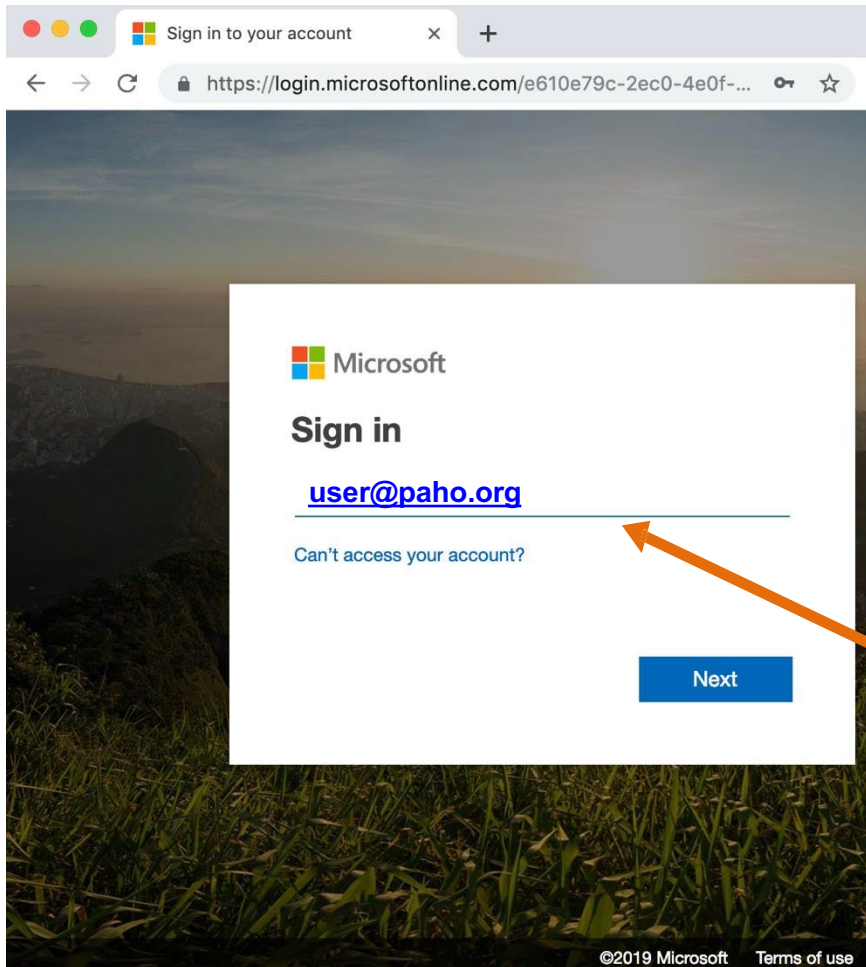 Sign in to your account
https://login.microsoftonline.com/e610e79c-2ec0-4e0f-...
Microsoft
Sign in
user@paho.org
Can't access your account?
Next
©2019 Microsoft Terms of use